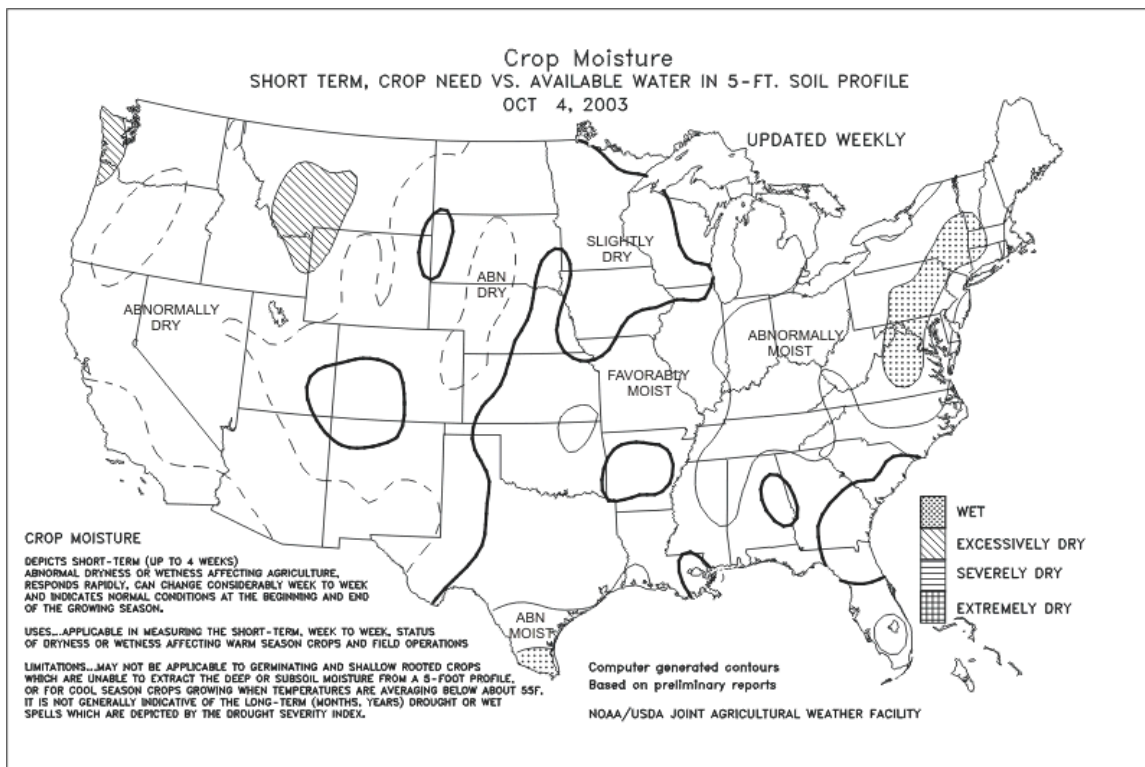 Crop Moisture
SHORT TERM, CROP NEED VS. AVAILABLE WATER IN 5-FT. SOIL PROFILE
OCT 4, 2003
UPDATED WEEKLY
SLIGHTLY
DRY
ABN
DRY
ABNORMALLY
DRY
ABNORMALLY
MOIST
FAVORABLY
MOIST
WET
EXCESSIVELY DRY
SEVERELY DRY
EXTREMELY DRY
CROP MOISTURE
DEPICTS SHORT-TERM (UP TO 4 WEEKS)
ABNORMAL DRYNESS OR WETNESS AFFECTING AGRICULTURE,
RESPONDS RAPIDLY, CAN CHANGE CONSIDERABLY WEEK TO WEEK
AND INDICATES NORMAL CONDITIONS AT THE BEGINNING AND END
OF THE GROWING SEASON.
USES...APPLICABLE IN MEASURING THE SHORT-TERM, WEEK TO WEEK, STATUS
OF DRYNESS OR WETNESS AFFECTING WARM SEASON CROPS AND FIELD OPERATIONS
LIMITATIONS...MAY NOT BE APPLICABLE TO GERMINATING AND SHALLOW ROOTED CROPS
WHICH ARE UNABLE TO EXTRACT THE DEEP OR SUBSOIL MOISTURE FROM A 5-FOOT PROFILE,
OR FOR COOL SEASON CROPS GROWING WHEN TEMPERATURES ARE AVERAGING BELOW ABOUT 55F.
IT IS NOT GENERALLY INDICATIVE OF THE LONG-TERM (MONTHS, YEARS) DROUGHT OR WET
SPELLS WHICH ARE DEPICTED BY THE DROUGHT SEVERITY INDEX.
ABN
MOIST
Computer generated contours
Based on preliminary reports
NOAA/USDA JOINT AGRICULTURAL WEATHER FACILITY